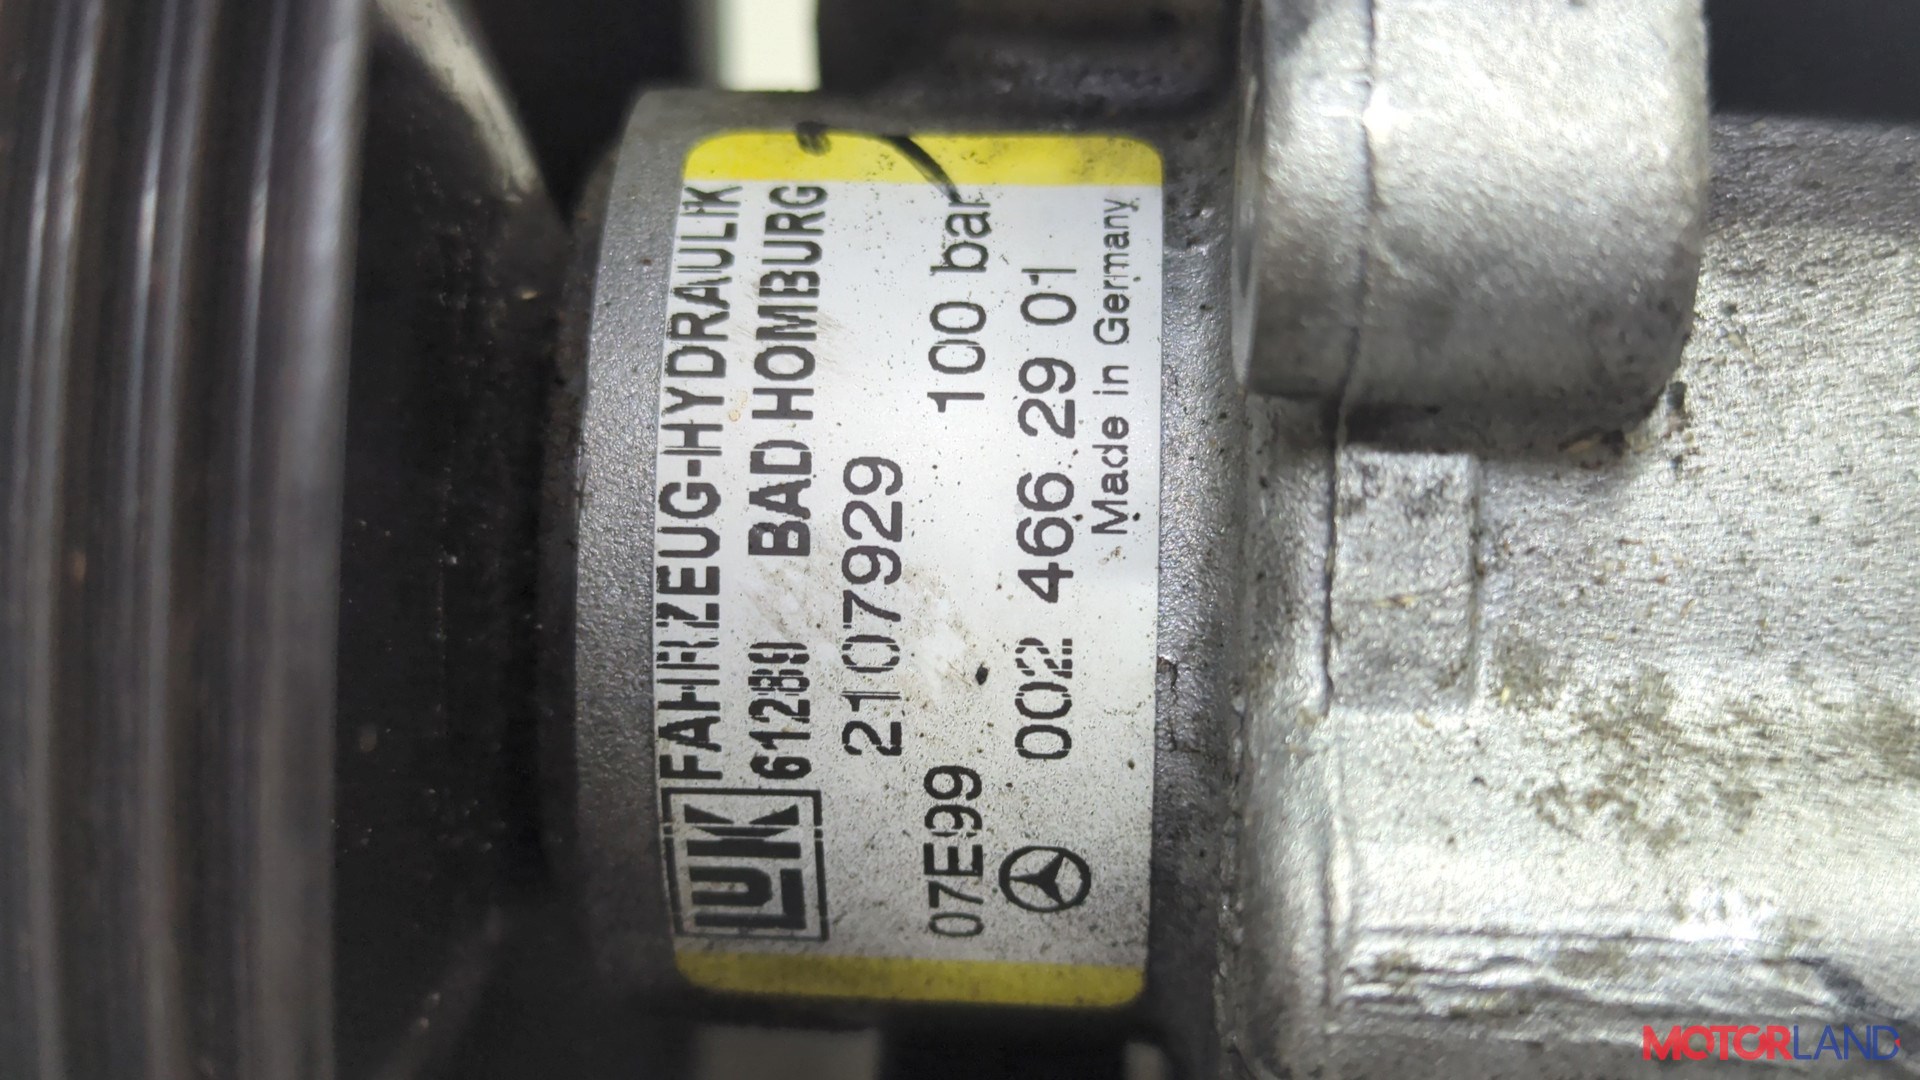 LUK FAHRZEUG-HYDRAULIK
61289 BAD HOMBURG
2107929
07E99 100 bar
002 466 29 01
Made in Germany
MOTORLAND